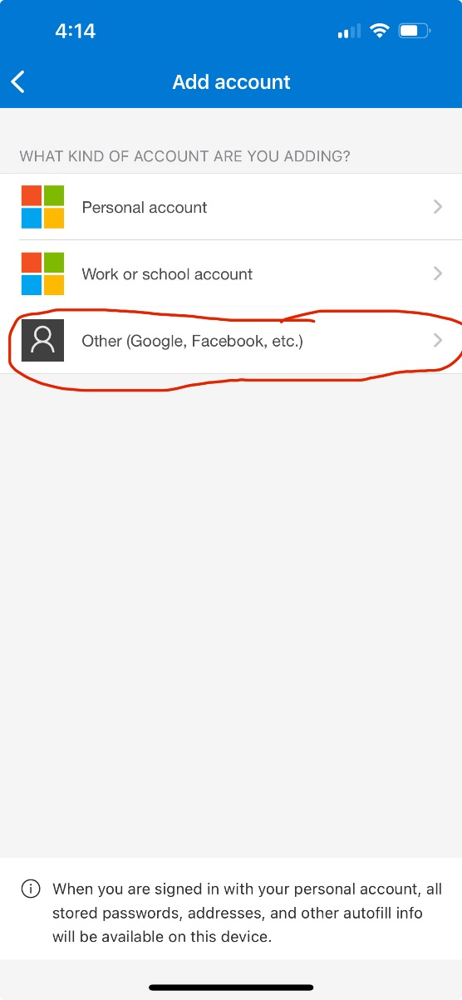 4:14
Add account
WHAT KIND OF ACCOUNT ARE YOU ADDING?
Personal account
Work or school account
Other (Google, Facebook, etc.)
When you are signed in with your personal account, all
stored passwords, addresses, and other autofill info
will be available on this device.